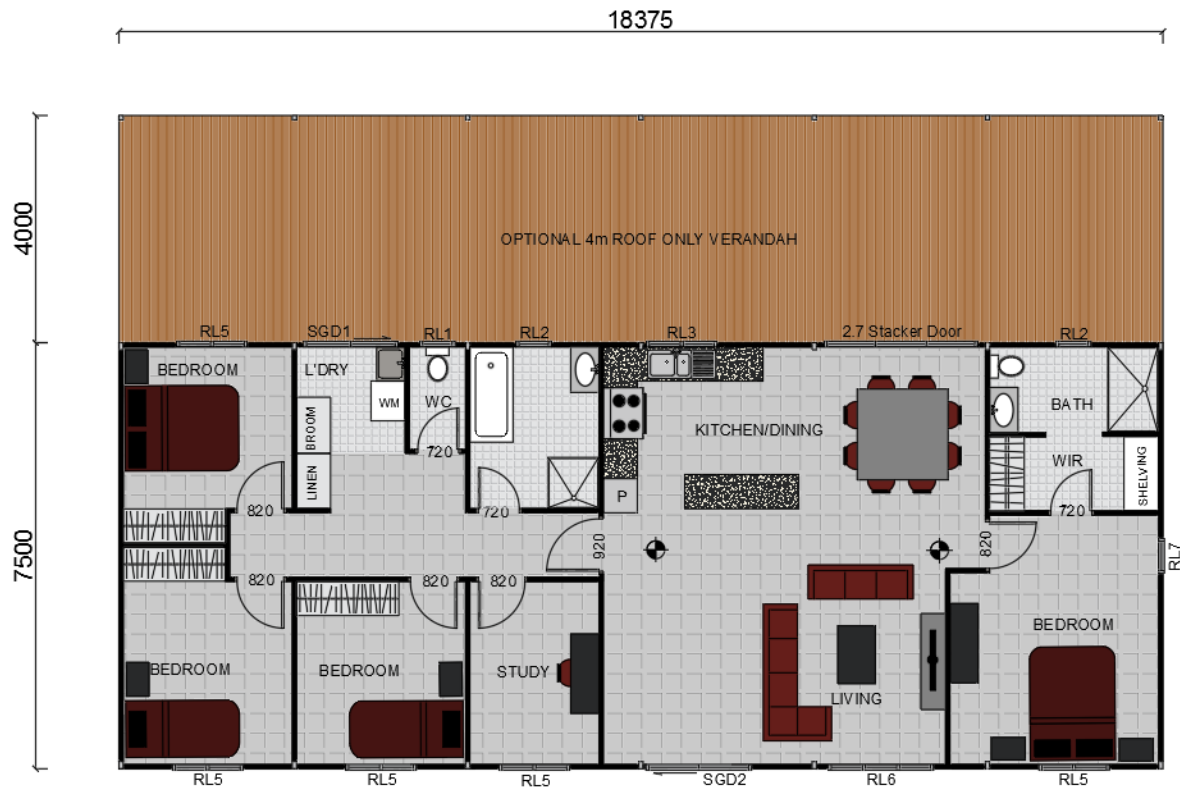 18375
4000
OPTIONAL 4m ROOF ONLY VERANDAH
RL5
SGD1
RL1
RL2
RL3
2.7 Stacker Door
RL2
BEDROOM
L'DRY
WM
WC
BROOM
LINEN
720
KITCHEN/DINING
BATH
WIR
SHELVING
P
820
720
720
7500
920
820
RL7
820
820
820
BEDROOM
BEDROOM
BEDROOM
STUDY
LIVING
RL5
RL5
RL5
SGD2
RL6
RL5